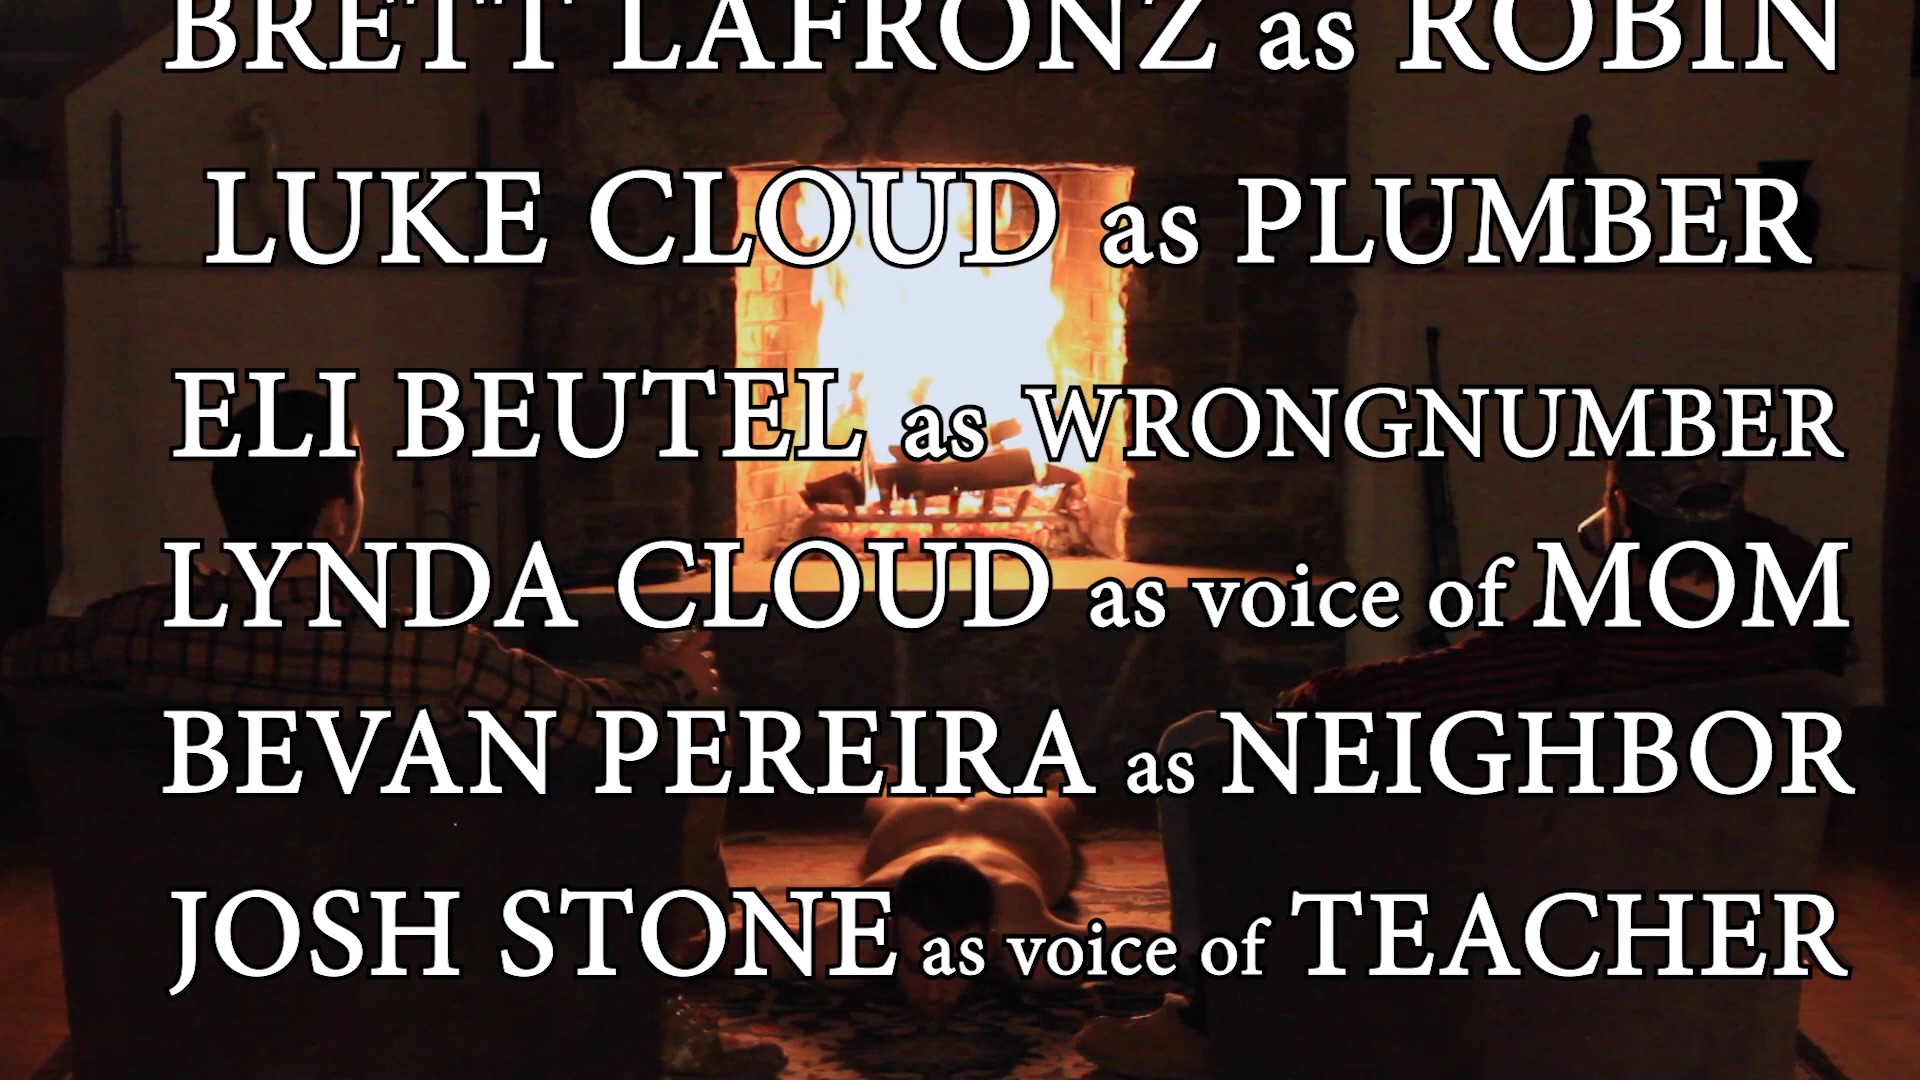 BRETT LAFRONZ as ROBIN
LUKE CLOUD as PLUMBER
ELI BEUTEL as WRONGNUMBER
LYNDA CLOUD as voice of MOM
BEVAN PEREIRA as NEIGHBOR
JOSH STONE as voice of TEACHER